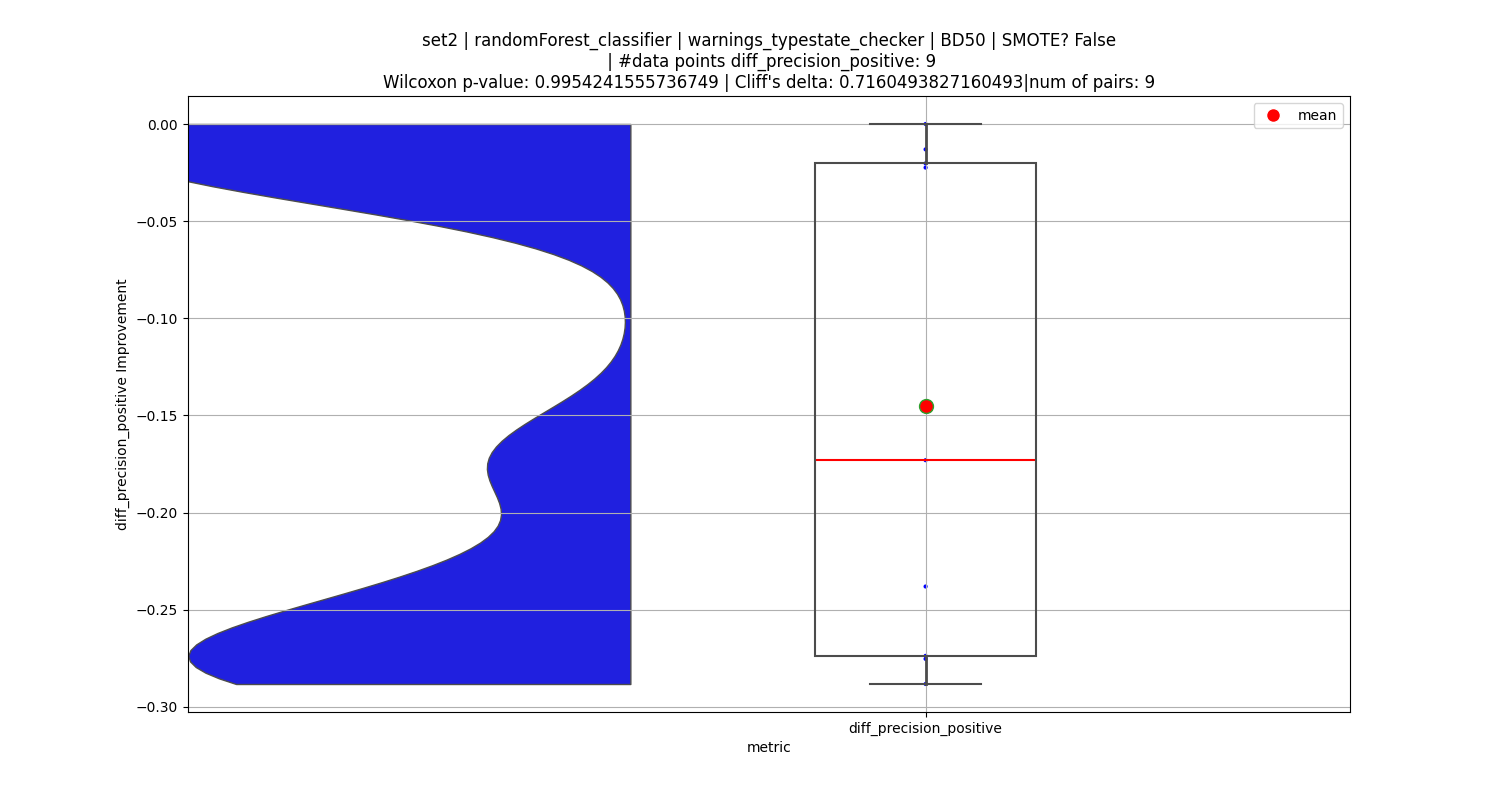 set2 | randomForest_classifier | warnings_typestate_checker | BD50 | SMOTE? False
| #data points diff_precision_positive: 9
Wilcoxon p-value: 0.9954241555736749 | Cliff's delta: 0.7160493827160493|num of pairs: 9
mean
0.00
−0.05
−0.10
−0.15
−0.20
−0.25
−0.30
diff_precision_positive Improvement
diff_precision_positive
metric